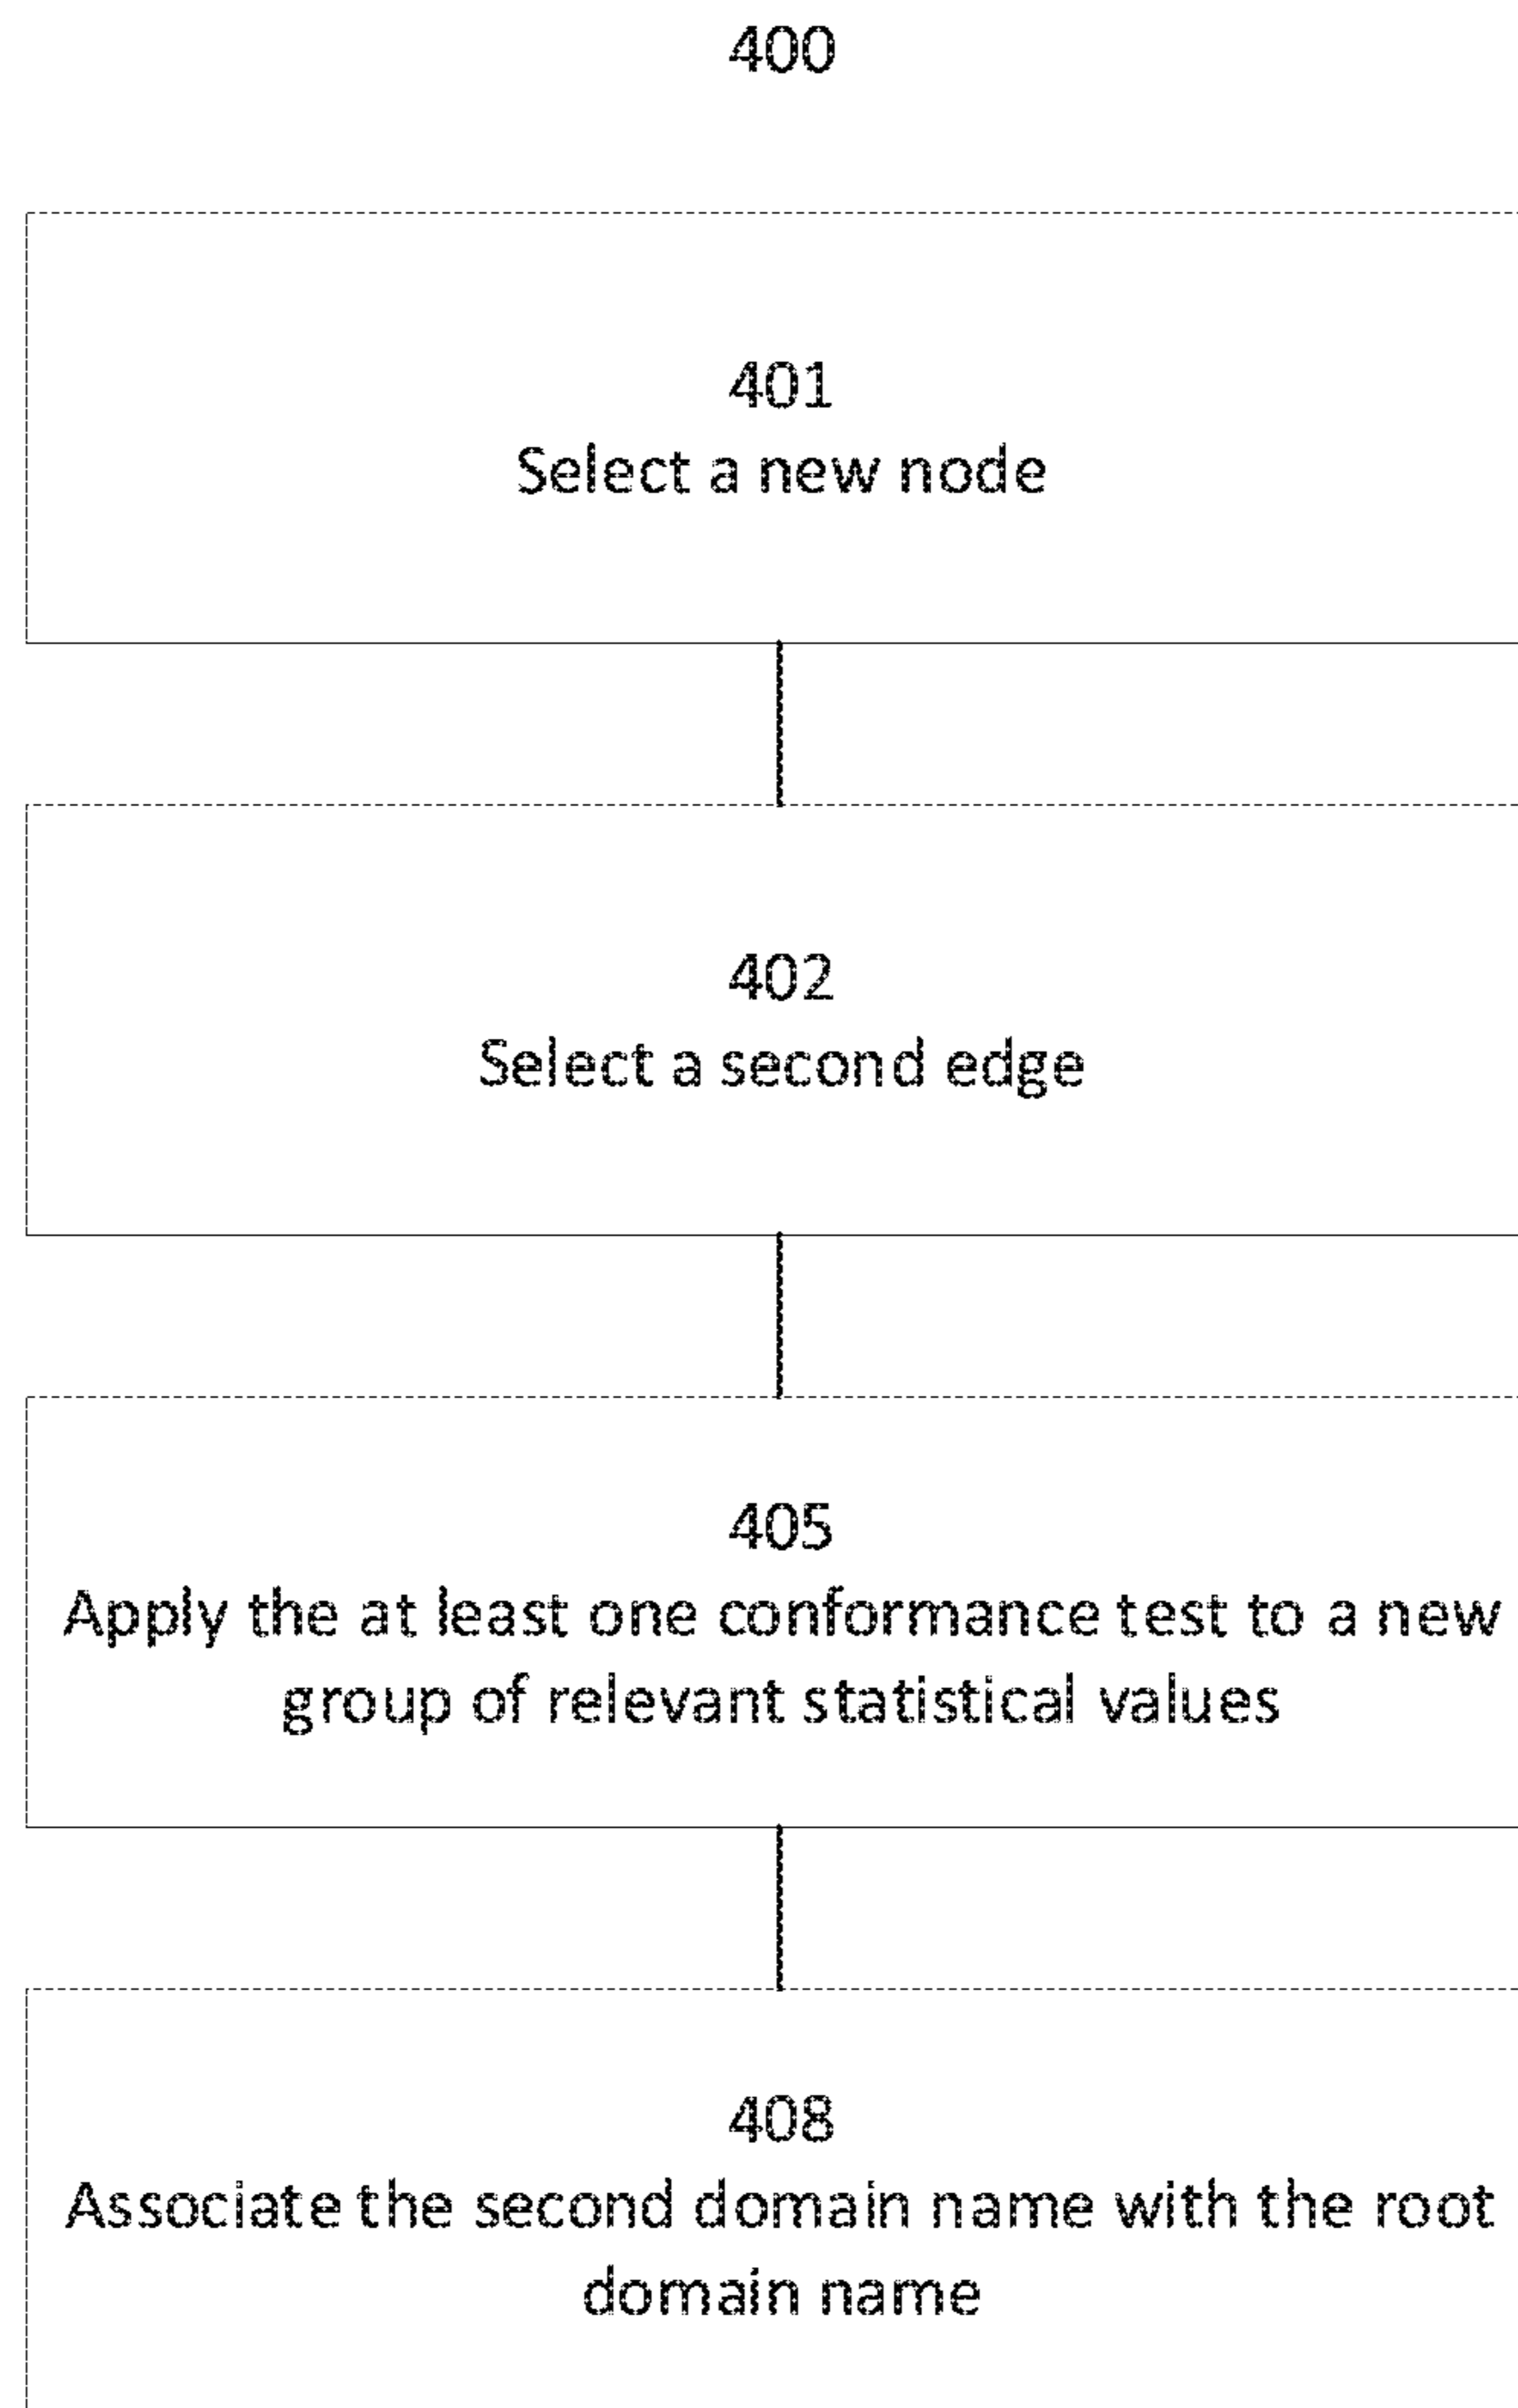 400
401
Select a new node
402
Select a second edge
405
Apply the at least one conformance test to a new
group of relevant statistical values
408
Associate the second domain name with the root
domain name